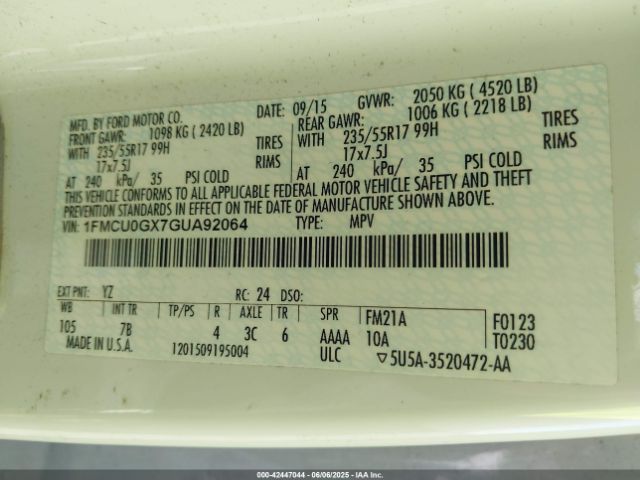 MFD. BY FORD MOTOR CO. DATE: 09/15 GVWR: 2050 KG ( 4520 LB)
FRONT GAWR: 1098 KG ( 2420 LB) REAR GAWR: 1006 KG ( 2218 LB)
WITH 235/55R17 99H TIRES WITH 235/55R17 99H TIRES
17x7.5J RIMS 17x7.5J RIMS
AT 240 kPa/ 35 PSI COLD AT 240 kPa/ 35 PSI COLD
THIS VEHICLE CONFORMS TO ALL APPLICABLE FEDERAL MOTOR VEHICLE SAFETY AND THEFT
PREVENTION STANDARDS IN EFFECT ON THE DATE OF MANUFACTURE SHOWN ABOVE.
VIN: 1FMCU0GX7GUA92064 TYPE: MPV
EXT PNT: YZ RC: 24 DSO:
WB INT TR TP/PS R AXLE TR SPR FM21A F0123
105 7B 4 3C 6 AAAA 10A T0230
MADE IN U.S.A. 1201509195004 ULC ▽5U5A-3520472-AA
000-42447044 | 06/06/2025 - IAA Inc.